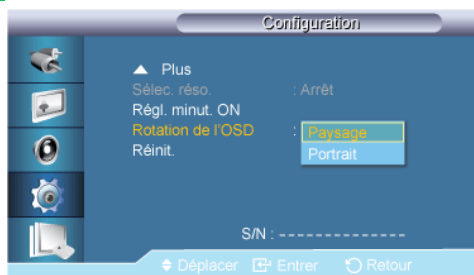 Configuration
▲ Plus
Sélec. réso. : Arrêt
Régl. minut. ON
Rotation de l'OSD : Paysage
Portrait
Réinit.
S/N : --------------
Déplacer Entrer Retour